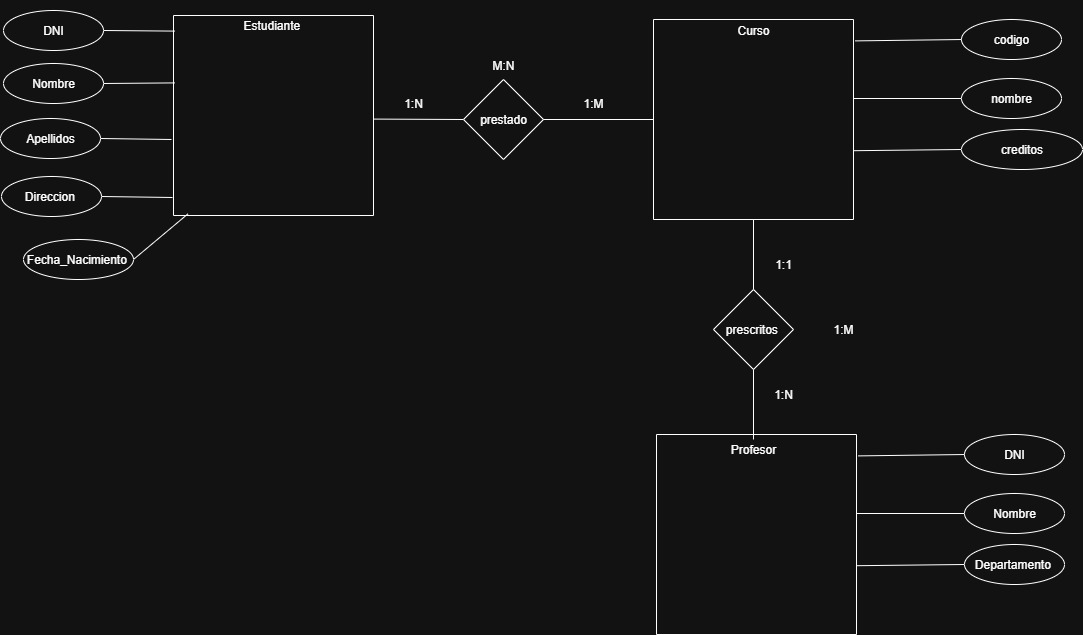 Estudiante
DNI
Nombre
Apellidos
Direccion
Fecha_Nacimiento
M:N
1:N
prestado
1:M
Curso
codigo
nombre
creditos
1:1
prescritos
1:M
1:N
Profesor
DNI
Nombre
Departamento